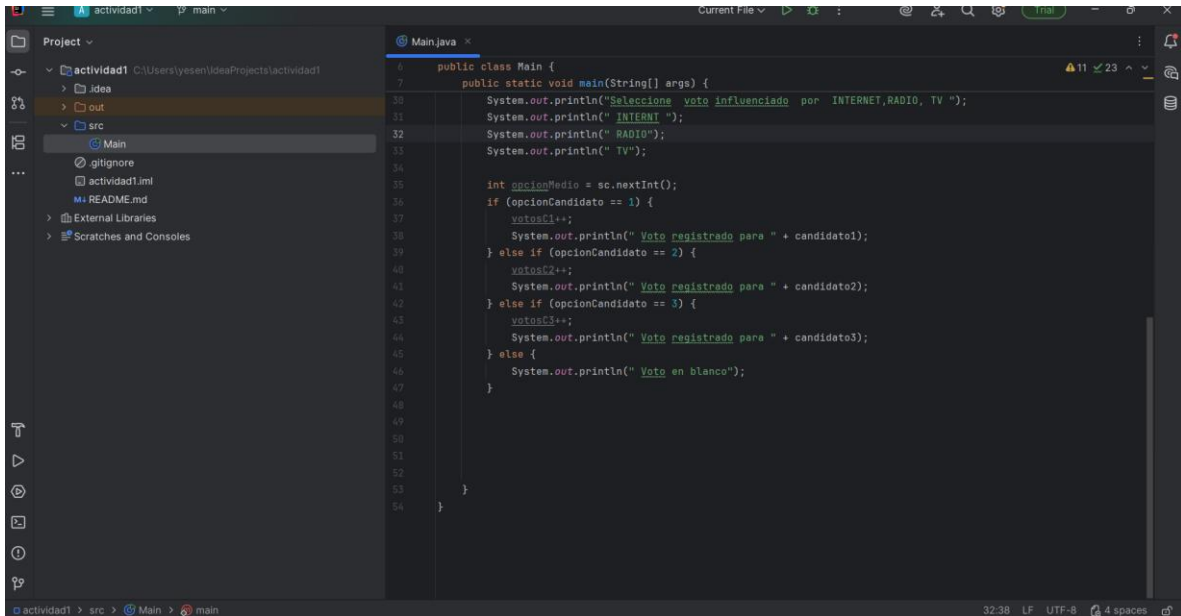 A actividad1 main Current File Trial
Project
Main.java
actividad1 C:\Users\yesen\IdeaProjects\actividad1
.idea
out
src
Main
.gitignore
actividad1.iml
M↓ README.md
External Libraries
Scratches and Consoles
11 23
6 public class Main {
7 public static void main(String[] args) {
30 System.out.println("Seleccione  voto influenciado  por  INTERNET,RADIO, TV ");
31 System.out.println(" INTERNT ");
32 System.out.println(" RADIO");
33 System.out.println(" TV");
34
35 int opcionMedio = sc.nextInt();
36 if (opcionCandidato == 1) {
37 votosC1++;
38 System.out.println(" Voto registrado para " + candidato1);
39 } else if (opcionCandidato == 2) {
40 votosC2++;
41 System.out.println(" Voto registrado para " + candidato2);
42 } else if (opcionCandidato == 3) {
43 votosC3++;
44 System.out.println(" Voto registrado para " + candidato3);
45 } else {
46 System.out.println(" Voto en blanco");
47 }
48
49
50
51
52
53 }
54 }
actividad1 > src > Main > main 32:38 LF UTF-8 4 spaces